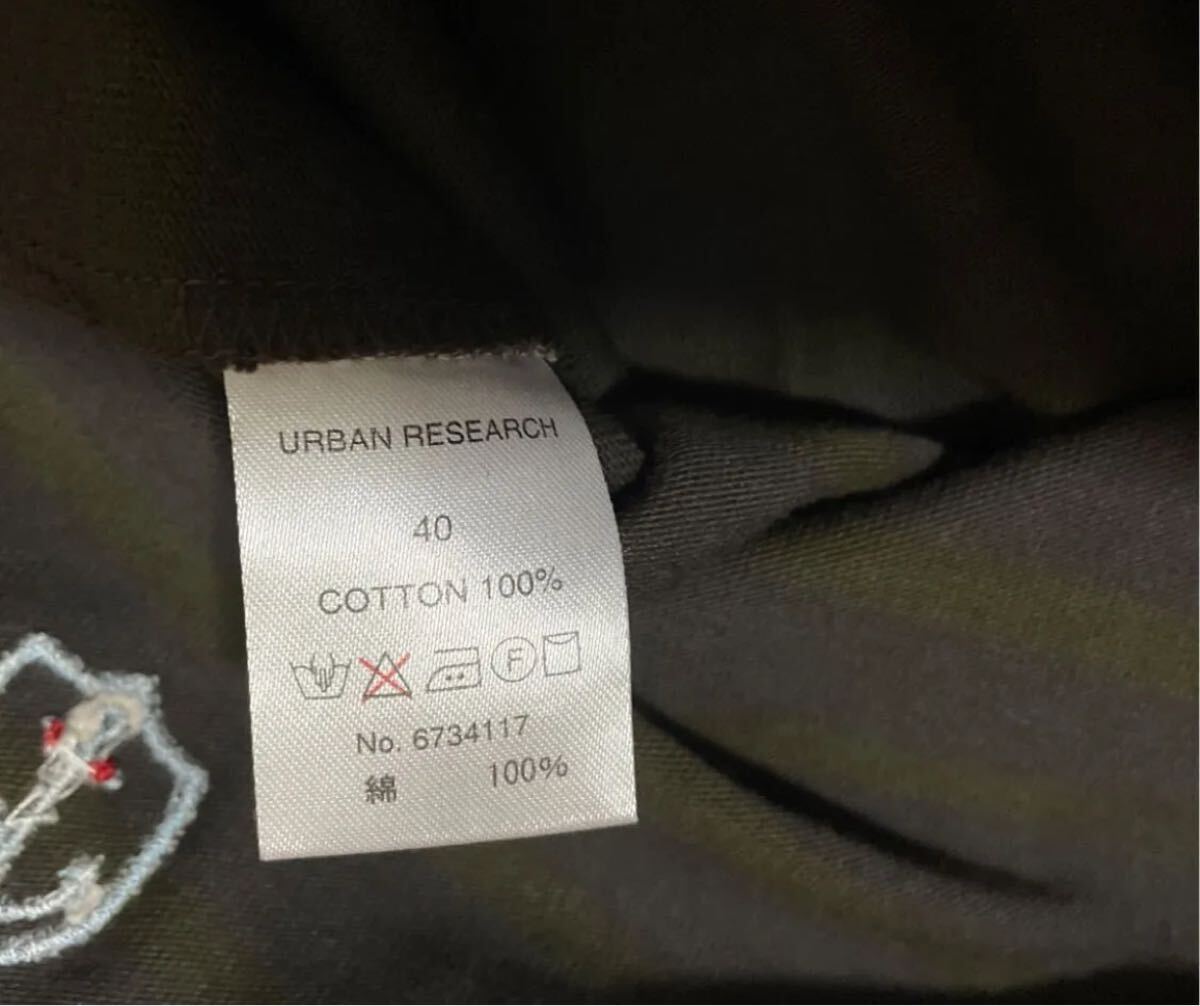 URBAN RESEARCH
40
COTTON 100%
F
No. 6734117
綿 100%